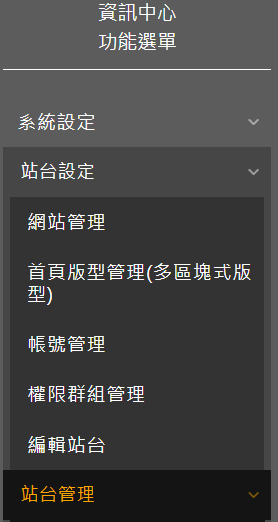 資訊中心
功能選單
系統設定
站台設定
網站管理
首頁版型管理(多區塊式版
型)
帳號管理
權限群組管理
編輯站台
站台管理